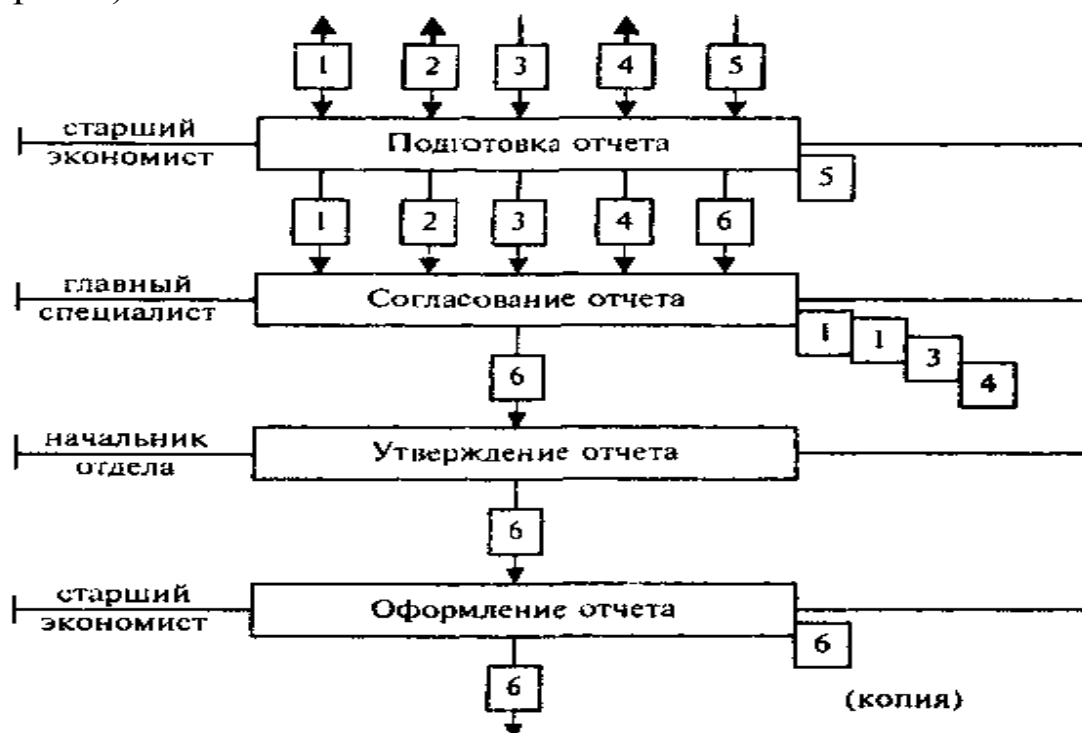 1 2 3 4 5
старший
экономист
Подготовка отчета
5
1 2 3 4 6
главный
специалист
Согласование отчета
1 1 3 4
6
начальник
отдела
Утверждение отчета
6
старший
экономист
Оформление отчета
6
6
(копия)